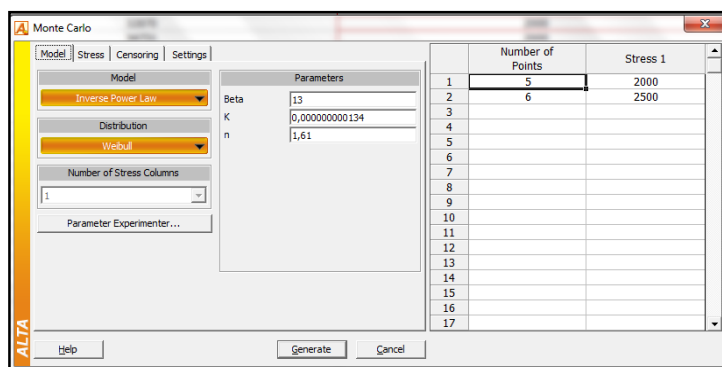 Monte Carlo
Model Stress Censoring Settings
Model
Inverse Power Law
Distribution
Weibull
Number of Stress Columns
1
Parameter Experimenter...
Parameters
Beta 13
K 0,000000000134
n 1,61
Number of Points Stress 1
1 5 2000
2 6 2500
3
4
5
6
7
8
9
10
11
12
13
14
15
16
17
ALTA
Help Generate Cancel